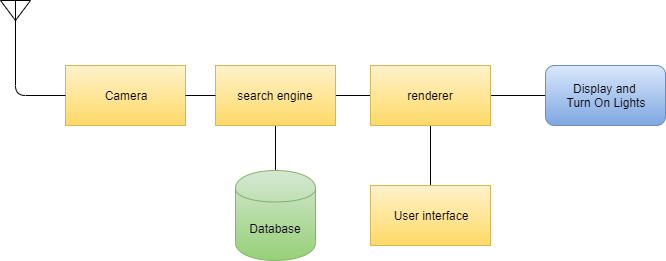 Camera
search engine
renderer
Display and
Turn On Lights
Database
User interface